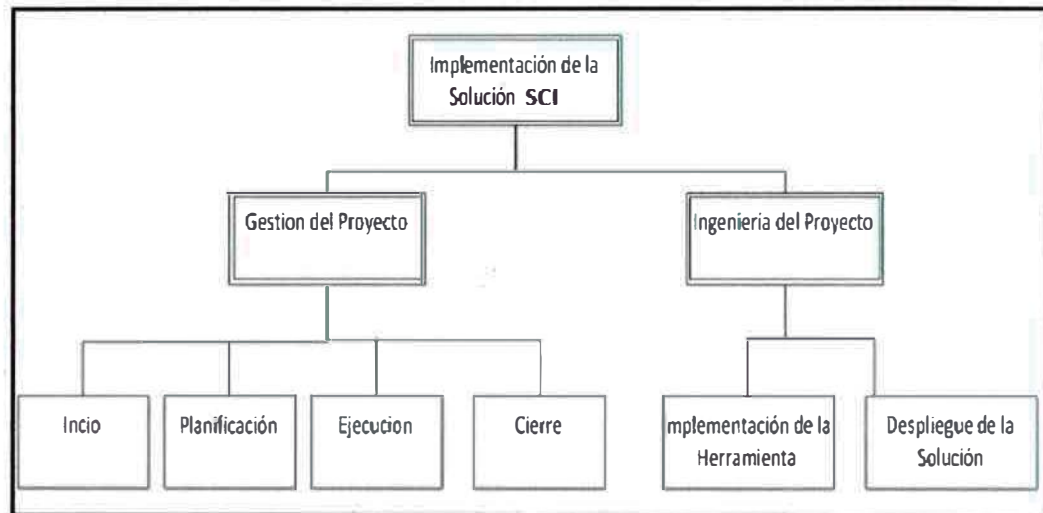 Implementación de la
Solución SCI
Gestion del Proyecto
Ingenieria del Proyecto
Incio
Planificación
Ejecucion
Cierre
mplementación de la
Herramienta
Despliegue de la
Solución